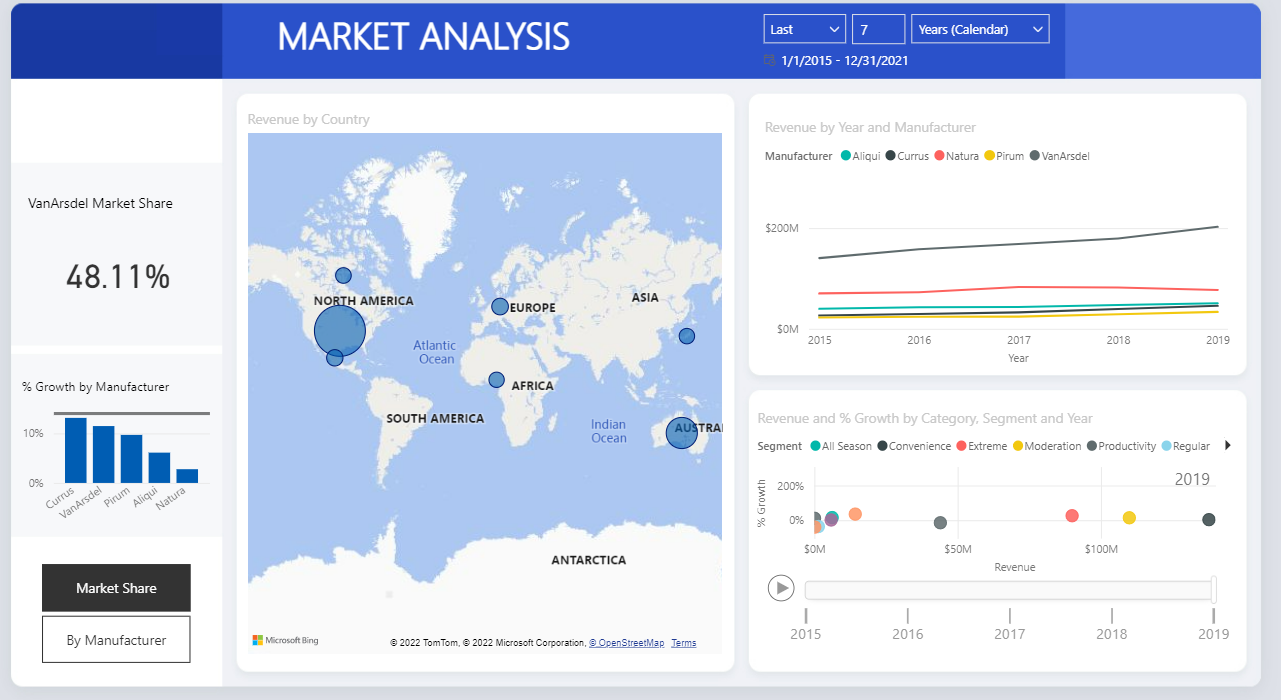 MARKET ANALYSIS
Last 7 Years (Calendar)
1/1/2015 - 12/31/2021
VanArsdel Market Share
48.11%
% Growth by Manufacturer
10%
0%
Currus VanArsdel Pirum Aliqui Natura
Market Share
By Manufacturer
Revenue by Country
NORTH AMERICA
EUROPE
ASIA
Atlantic
Ocean
AFRICA
SOUTH AMERICA
Indian
Ocean
AUSTRA
ANTARCTICA
Microsoft Bing
© 2022 TomTom, © 2022 Microsoft Corporation, © OpenStreetMap Terms
Revenue by Year and Manufacturer
Manufacturer Aliqui Currus Natura Pirum VanArsdel
$200M
$0M
2015 2016 2017 2018 2019
Year
Revenue and % Growth by Category, Segment and Year
Segment All Season Convenience Extreme Moderation Productivity Regular
2019
% Growth
200%
0%
$0M $50M $100M
Revenue
2015 2016 2017 2018 2019